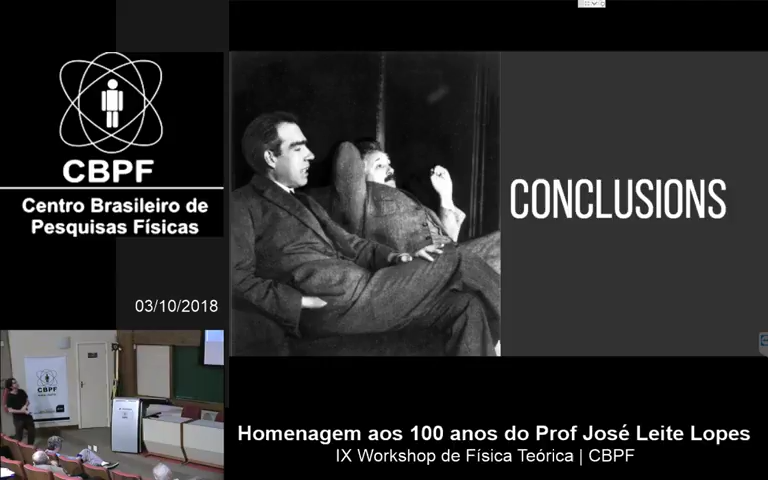 CBPF
Centro Brasileiro de
Pesquisas Físicas
03/10/2018
CONCLUSIONS
CBPF
Homenagem aos 100 anos do Prof José Leite Lopes
IX Workshop de Física Teórica | CBPF